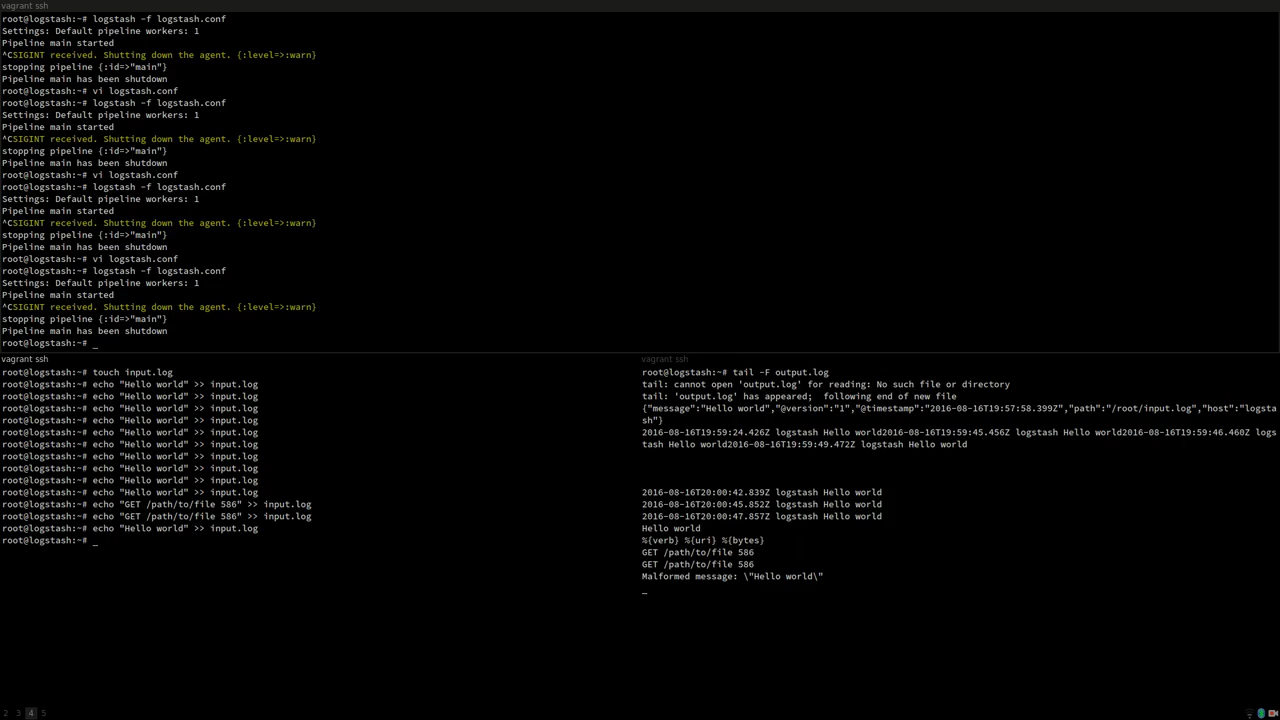 vagrant ssh
root@logstash:~# logstash -f logstash.conf
Settings: Default pipeline workers: 1
Pipeline main started
^CSIGINT received. Shutting down the agent. {:level=>:warn}
stopping pipeline {:id=>"main"}
Pipeline main has been shutdown
root@logstash:~# vi logstash.conf
root@logstash:~# logstash -f logstash.conf
Settings: Default pipeline workers: 1
Pipeline main started
^CSIGINT received. Shutting down the agent. {:level=>:warn}
stopping pipeline {:id=>"main"}
Pipeline main has been shutdown
root@logstash:~# vi logstash.conf
root@logstash:~# logstash -f logstash.conf
Settings: Default pipeline workers: 1
Pipeline main started
^CSIGINT received. Shutting down the agent. {:level=>:warn}
stopping pipeline {:id=>"main"}
Pipeline main has been shutdown
root@logstash:~# vi logstash.conf
root@logstash:~# logstash -f logstash.conf
Settings: Default pipeline workers: 1
Pipeline main started
^CSIGINT received. Shutting down the agent. {:level=>:warn}
stopping pipeline {:id=>"main"}
Pipeline main has been shutdown
root@logstash:~# _
vagrant ssh
root@logstash:~# touch input.log
root@logstash:~# echo "Hello world" >> input.log
root@logstash:~# echo "Hello world" >> input.log
root@logstash:~# echo "Hello world" >> input.log
root@logstash:~# echo "Hello world" >> input.log
root@logstash:~# echo "Hello world" >> input.log
root@logstash:~# echo "Hello world" >> input.log
root@logstash:~# echo "Hello world" >> input.log
root@logstash:~# echo "Hello world" >> input.log
root@logstash:~# echo "Hello world" >> input.log
root@logstash:~# echo "Hello world" >> input.log
root@logstash:~# echo "GET /path/to/file 586" >> input.log
root@logstash:~# echo "GET /path/to/file 586" >> input.log
root@logstash:~# echo "Hello world" >> input.log
root@logstash:~# _
vagrant ssh
root@logstash:~# tail -F output.log
tail: cannot open 'output.log' for reading: No such file or directory
tail: 'output.log' has appeared;  following end of new file
{"message":"Hello world","@version":"1","@timestamp":"2016-08-16T19:57:58.399Z","path":"/root/input.log","host":"logsta
sh"}
2016-08-16T19:59:24.426Z logstash Hello world2016-08-16T19:59:45.456Z logstash Hello world2016-08-16T19:59:46.460Z logs
tash Hello world2016-08-16T19:59:49.472Z logstash Hello world
2016-08-16T20:00:42.839Z logstash Hello world
2016-08-16T20:00:45.852Z logstash Hello world
2016-08-16T20:00:47.857Z logstash Hello world
Hello world
%{verb} %{uri} %{bytes}
GET /path/to/file 586
GET /path/to/file 586
Malformed message: \"Hello world\"
_
2 3 4 5